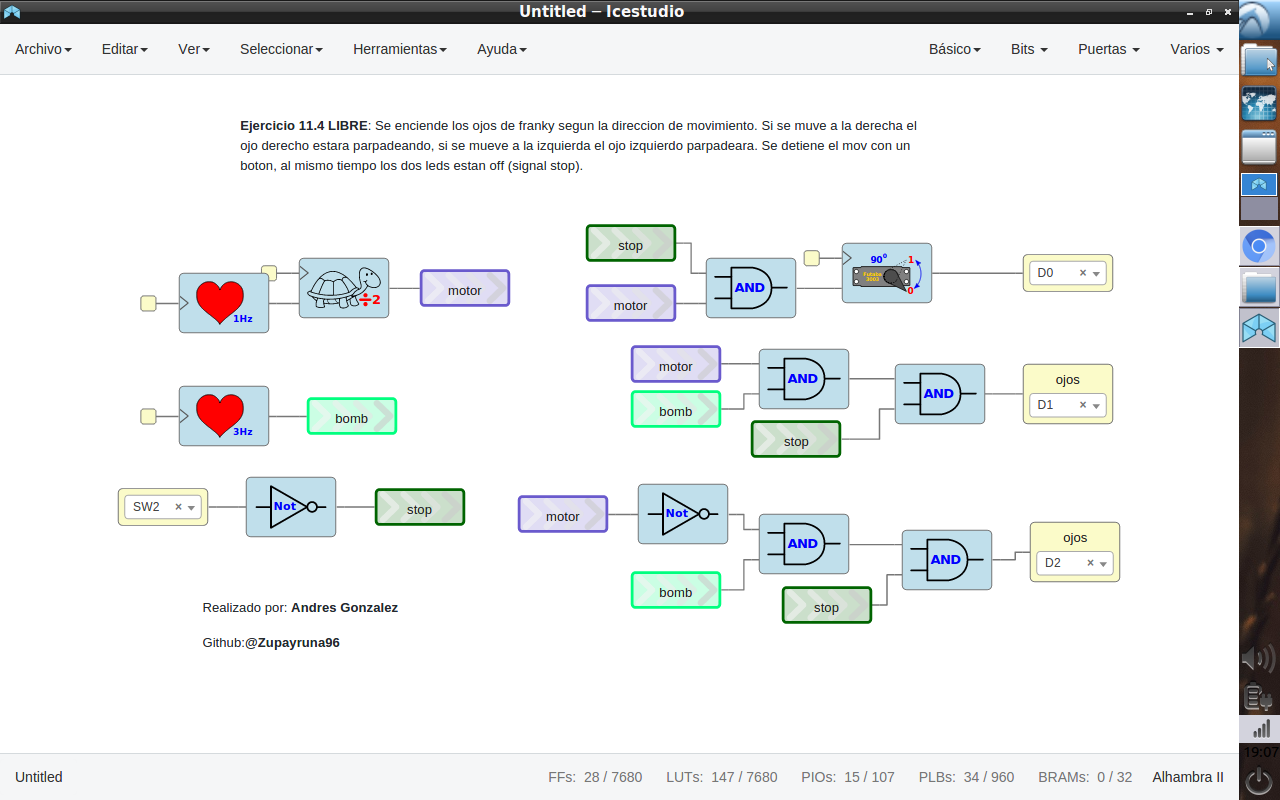 Untitled – Icestudio
Archivo Editar Ver Seleccionar Herramientas Ayuda Básico Bits Puertas Varios
Ejercicio 11.4 LIBRE: Se enciende los ojos de franky segun la direccion de movimiento. Si se muve a la derecha el
ojo derecho estara parpadeando, si se mueve a la izquierda el ojo izquierdo parpadeara. Se detiene el mov con un
boton, al mismo tiempo los dos leds estan off (signal stop).
1Hz
÷2
motor
stop
motor
AND
90º
1
Futaba
3003
0
D0 ×
3Hz
bomb
motor
bomb
AND
stop
AND
ojos
D1 ×
SW2 ×
Not
stop
motor
Not
bomb
AND
stop
AND
ojos
D2 ×
Realizado por: Andres Gonzalez
Github:@Zupayruna96
Untitled FFs: 28 / 7680 LUTs: 147 / 7680 PIOs: 15 / 107 PLBs: 34 / 960 BRAMs: 0 / 32 Alhambra II
19:07